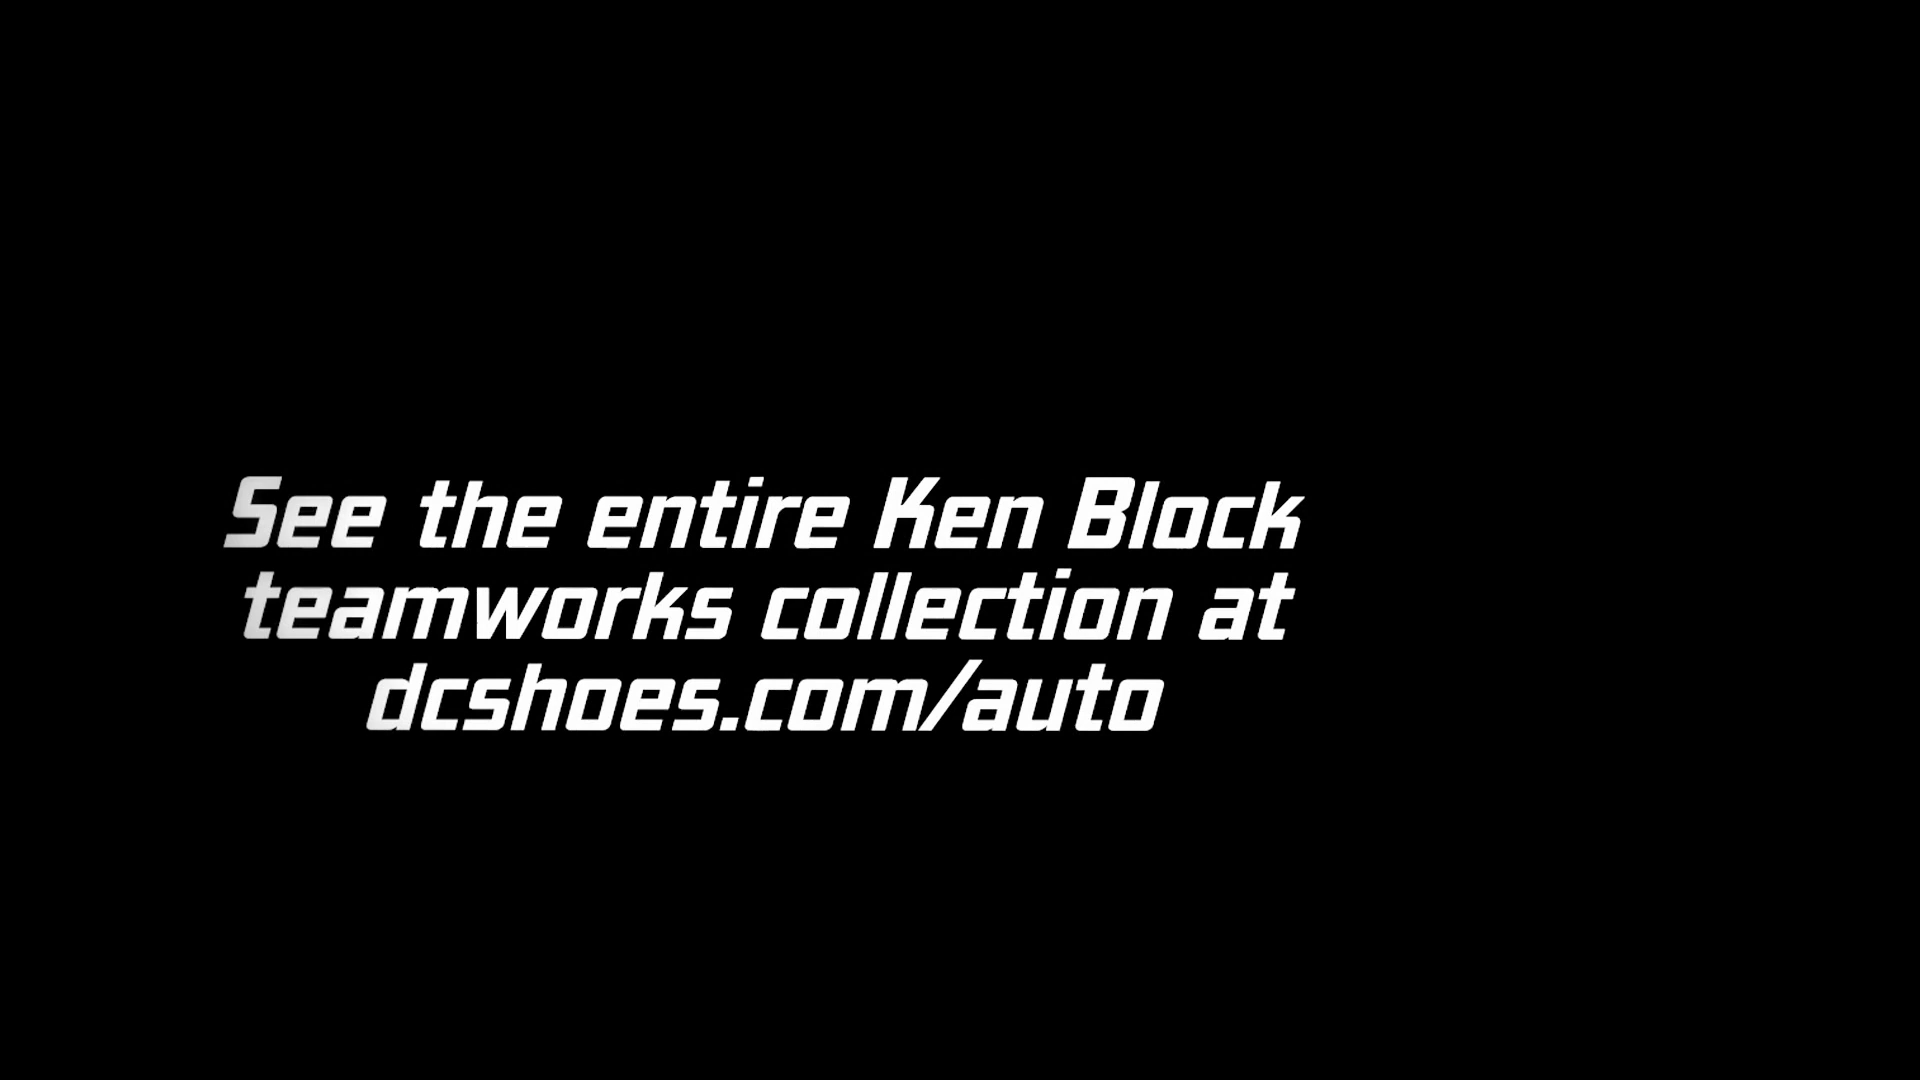 See the entire Ken Block
teamworks collection at
dcshoes.com/auto